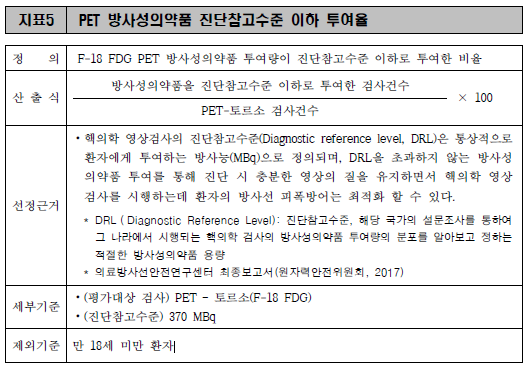 지표5 PET 방사성의약품 진단참고수준 이하 투여율
정 의 F-18 FDG PET 방사성의약품 투여량이 진단참고수준 이하로 투여한 비율
산 출 식
방사성의약품을 진단참고수준 이하로 투여한 검사건수
PET-토르소 검사건수
× 100
선정근거
・핵의학 영상검사의 진단참고수준(Diagnostic reference level, DRL)은 통상적으로
환자에게 투여하는 방사능(MBq)으로 정의되며, DRL을 초과하지 않는 방사성
의약품 투여를 통해 진단 시 충분한 영상의 질을 유지하면서 핵의학 영상
검사를 시행하는데 환자의 방사선 피폭방어는 최적화 할 수 있다.
* DRL ( Diagnostic Reference Level): 진단참고수준, 해당 국가의 설문조사를 통하여
그 나라에서 시행되는 핵의학 검사의 방사성의약품 투여량의 분포를 알아보고 정하는
적절한 방사성의약품 용량
* 의료방사선안전연구센터 최종보고서(원자력안전위원회, 2017)
세부기준
・(평가대상 검사) PET - 토르소(F-18 FDG)
・(진단참고수준) 370 MBq
제외기준 만 18세 미만 환자